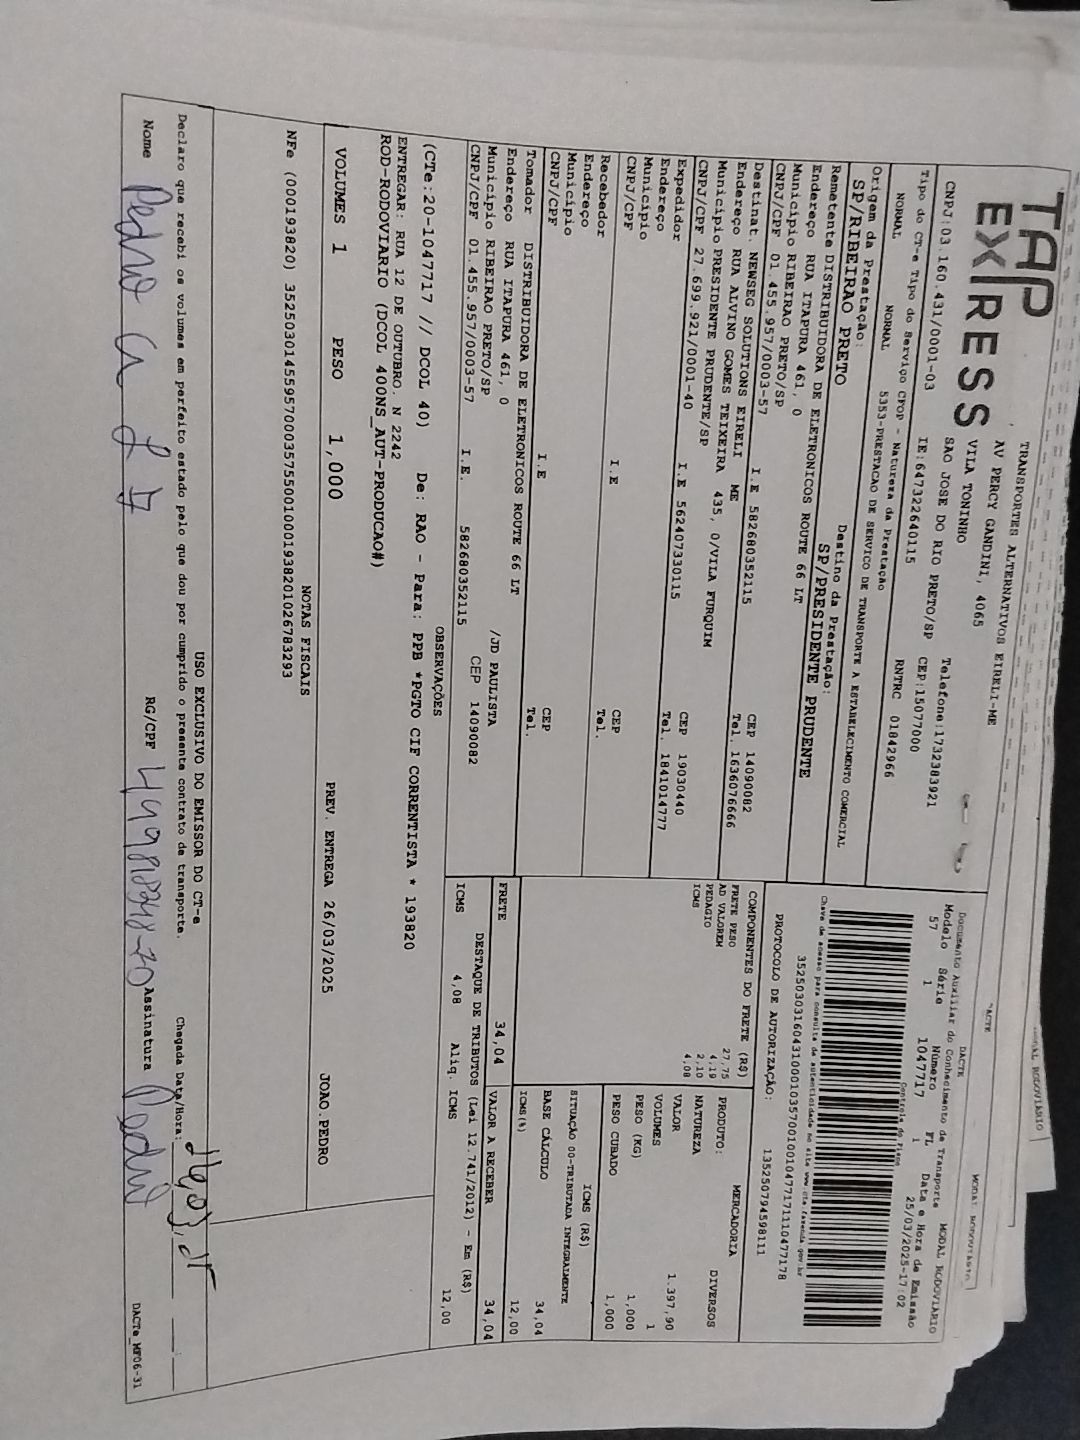 TAP
EXPRESS
TRANSPORTES ALTERNATIVOS EIRELI-ME
AV PERCY GANDINI, 4065
VILA TONINHO
SAO JOSE DO RIO PRETO/SP CEP:15077000
Telefone:1732383921
CNPJ:03.160.431/0001-03 IE:647322640115 RNTRC 01842966
DACTE MODAL RODOVIARIO
Documento Auxiliar do Conhecimento de Transporte
Modelo Série Número FL Data e Hora de Emissão
57 1 1047717 1 25/03/2025-17:02
Controle do Fisco
Chave de acesso para consulta de autenticidade no site www.cte.fazenda.gov.br
35250303160431000103570010010477171110477178
PROTOCOLO DE AUTORIZAÇÃO: 135250794598111
Tipo do CT-e Tipo do Serviço CFOP - Natureza da Prestação
NORMAL NORMAL 5353-PRESTACAO DE SERVICO DE TRANSPORTE A ESTABELECIMENTO COMERCIAL
Origem da Prestação: Destino da Prestação:
SP/RIBEIRAO PRETO SP/PRESIDENTE PRUDENTE
Remetente DISTRIBUIDORA DE ELETRONICOS ROUTE 66 LT
Endereço RUA ITAPURA 461, 0
Município RIBEIRAO PRETO/SP CEP 14090082
CNPJ/CPF 01.455.957/0003-57 I.E 582680352115 Tel. 1636076666
Destinat. NEWSEG SOLUTIONS EIRELI ME
Endereço RUA ALVINO GOMES TEIXEIRA 435, 0/VILA FURQUIM
Município PRESIDENTE PRUDENTE/SP CEP 19030440
CNPJ/CPF 27.699.921/0001-40 I.E 562407330115 Tel. 1841014777
Expedidor
Endereço
Município CEP
CNPJ/CPF I.E Tel.
Recebedor
Endereço
Município CEP
CNPJ/CPF I.E Tel.
Tomador DISTRIBUIDORA DE ELETRONICOS ROUTE 66 LT
Endereço RUA ITAPURA 461, 0 /JD PAULISTA
Município RIBEIRAO PRETO/SP CEP 14090082
CNPJ/CPF 01.455.957/0003-57 I.E. 582680352115
COMPONENTES DO FRETE (R$)
FRETE PESO 27,75
AD VALOREM 4,19
PEDAGIO 2,10
ICMS 4,08
PRODUTO: MERCADORIA
NATUREZA DIVERSOS
VALOR 1.397,90
VOLUMES 1
PESO (KG) 1,000
PESO CUBADO 1,000
ICMS (R$)
SITUAÇÃO 00-TRIBUTADA INTEGRALMENTE
BASE CÁLCULO 34,04
ICMS(%) 12,00
FRETE 34,04 VALOR A RECEBER 34,04
DESTAQUE DE TRIBUTOS (Lei 12.741/2012) - Em (R$)
ICMS 4,08 Aliq. ICMS 12,00
OBSERVAÇÕES
(CTe:20-1047717 // DCOL 40) De: RAO - Para: PPB *PGTO CIF CORRENTISTA * 193820
ENTREGAR: RUA 12 DE OUTUBRO. N 2242
ROD-RODOVIARIO (DCOL 400NS_AUT-PRODUCAO#)
VOLUMES 1 PESO 1,000 PREV. ENTREGA 26/03/2025 JOAO.PEDRO
NOTAS FISCAIS
NFe (000193820) 35250301455957000357550010001938201026783293
USO EXCLUSIVO DO EMISSOR DO CT-e
Declaro que recebi os volumes em perfeito estado pelo que dou por cumprido o presente contrato de transporte. Chegada Data/Hora:
Nome Pedro RG/CPF Assinatura Pedro
DACTe_MF06-31